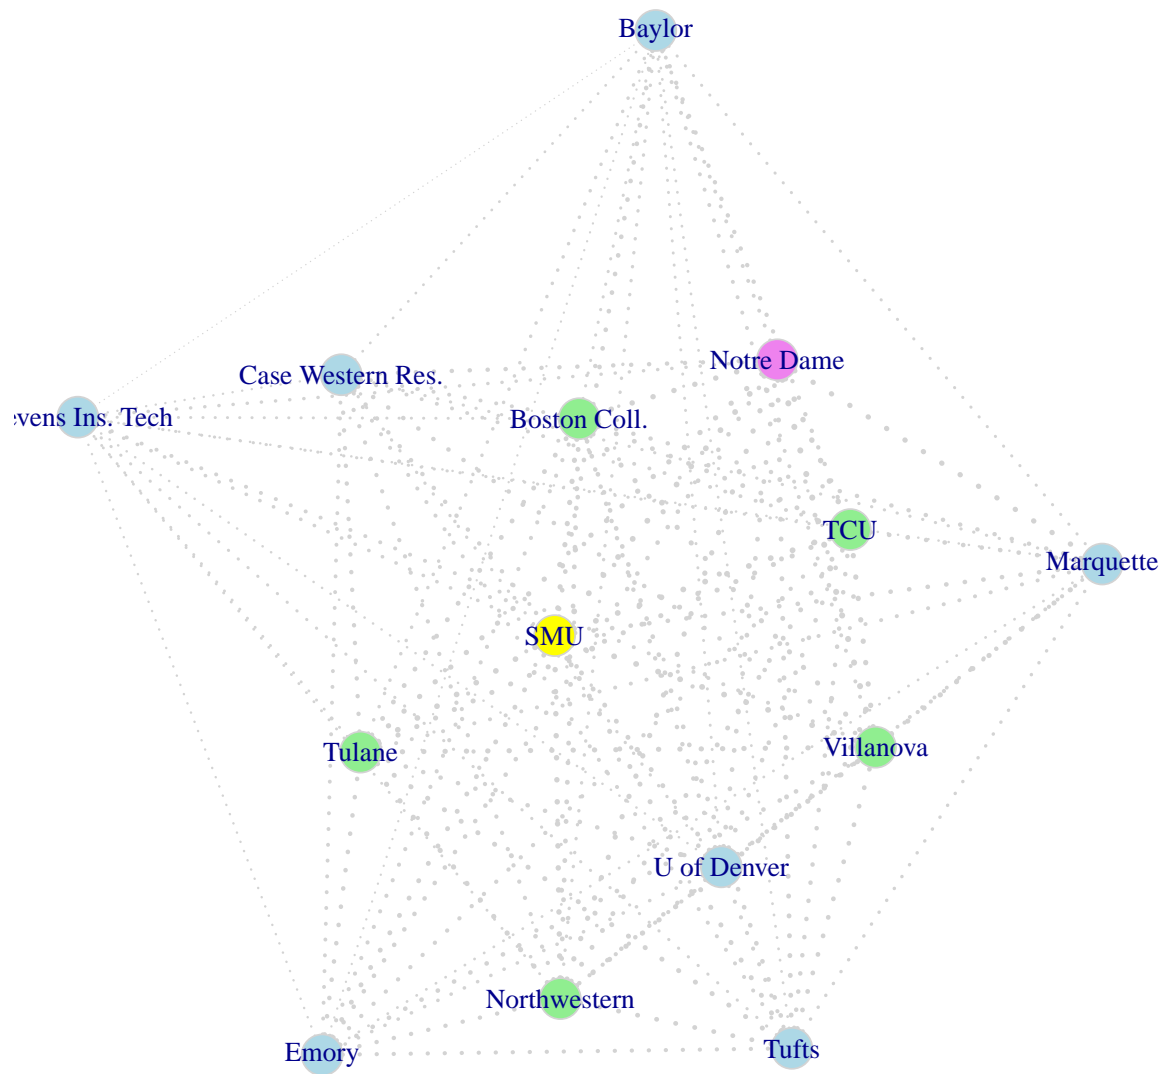 Baylor
Notre Dame
Case Western Res.
evens Ins. Tech
Boston Coll.
TCU
Marquette
SMU
Tulane
Villanova
U of Denver
Northwestern
Emory
Tufts